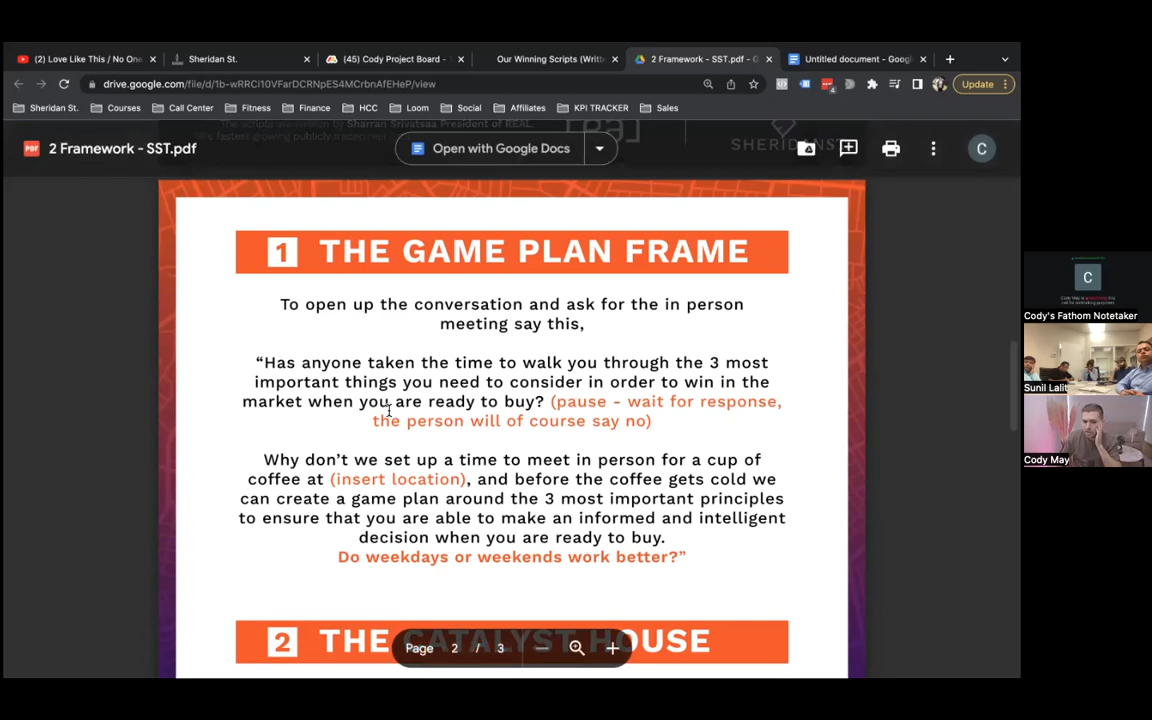 (2) Love Like This / No One
Sheridan St.
(45) Cody Project Board -
Our Winning Scripts (Writte
2 Framework - SST.pdf - G
Untitled document - Googl
drive.google.com/file/d/1b-wRRCi10VFarDCRNpES4MCrbnAfEHeP/view
Update
Sheridan St.
Courses
Call Center
Fitness
Finance
HCC
Loom
Social
Affiliates
KPI TRACKER
Sales
Sharran Srivatsaa President of REAL.
2 Framework - SST.pdf
Open with Google Docs
C
1 THE GAME PLAN FRAME
To open up the conversation and ask for the in person
meeting say this,
“Has anyone taken the time to walk you through the 3 most
important things you need to consider in order to win in the
market when you are ready to buy? (pause - wait for response,
the person will of course say no)
Why don’t we set up a time to meet in person for a cup of
coffee at (insert location), and before the coffee gets cold we
can create a game plan around the 3 most important principles
to ensure that you are able to make an informed and intelligent
decision when you are ready to buy.
Do weekdays or weekends work better?”
2 THE CATALYST HOUSE
Page 2 / 3
C
Cody's Fathom Notetaker
Sunil Lalit
Cody May